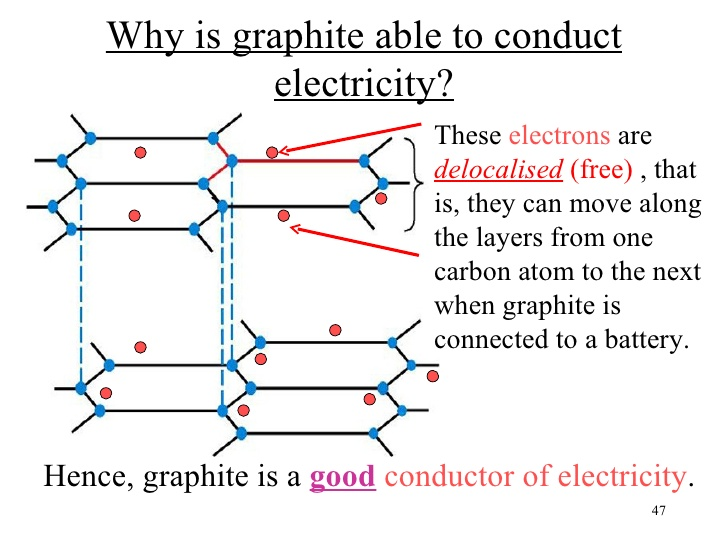 Why is graphite able to conduct
electricity?
These electrons are
delocalised (free) , that
is, they can move along
the layers from one
carbon atom to the next
when graphite is
connected to a battery.
Hence, graphite is a good conductor of electricity.
47